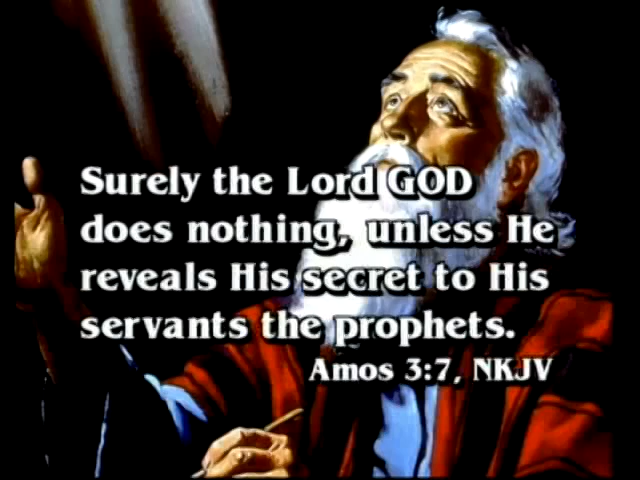 Surely the Lord GOD
does nothing, unless He
reveals His secret to His
servants the prophets.
Amos 3:7, NKJV